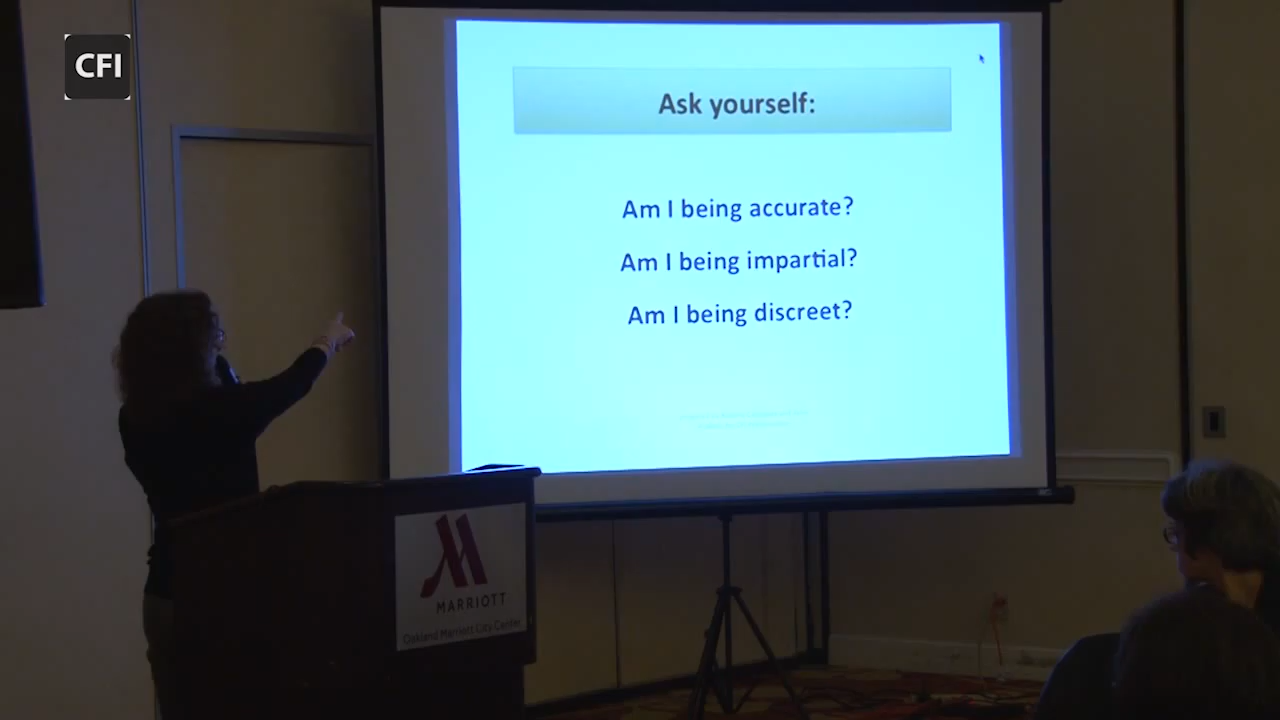 CFI
Ask yourself:
Am I being accurate?
Am I being impartial?
Am I being discreet?
MARRIOTT
Oakland Marriott City Center